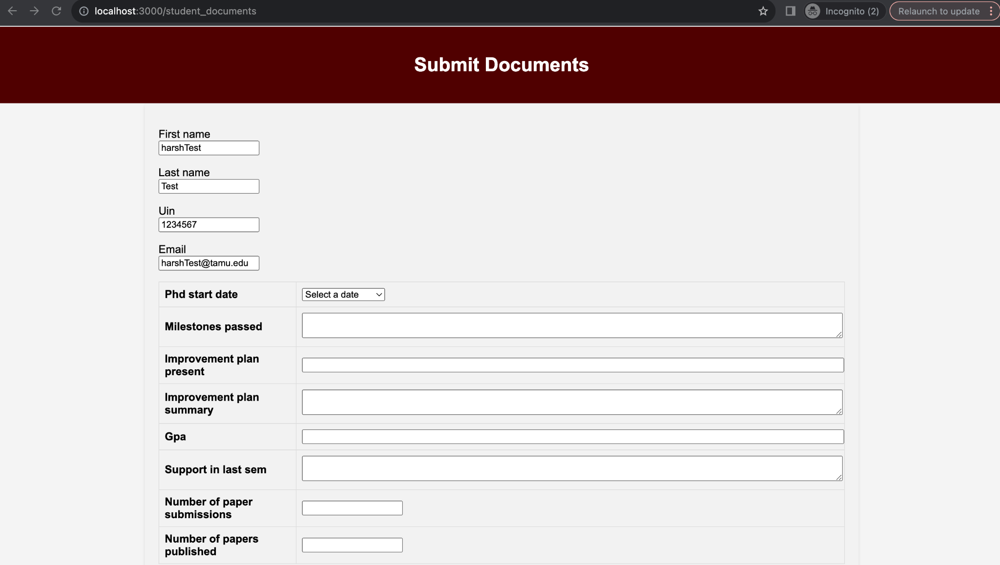 localhost:3000/student_documents
Incognito (2)
Relaunch to update
Submit Documents
First name
harshTest
Last name
Test
Uin
1234567
Email
harshTest@tamu.edu
Phd start date
Select a date
Milestones passed
Improvement plan
present
Improvement plan
summary
Gpa
Support in last sem
Number of paper
submissions
Number of papers
published